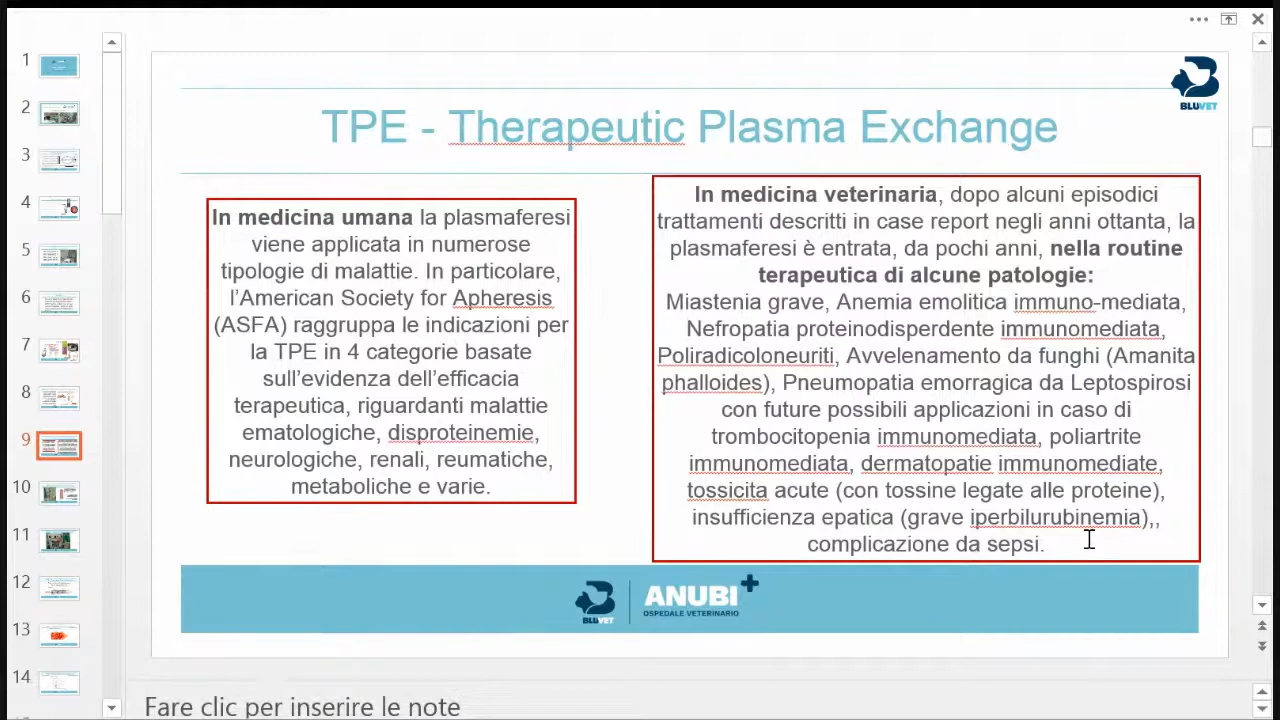 TPE - Therapeutic Plasma Exchange
BLUVET
In medicina umana la plasmaferesi
viene applicata in numerose
tipologie di malattie. In particolare,
l'American Society for Apheresis
(ASFA) raggruppa le indicazioni per
la TPE in 4 categorie basate
sull'evidenza dell'efficacia
terapeutica, riguardanti malattie
ematologiche, disproteinemie,
neurologiche, renali, reumatiche,
metaboliche e varie.
In medicina veterinaria, dopo alcuni episodici
trattamenti descritti in case report negli anni ottanta, la
plasmaferesi è entrata, da pochi anni, nella routine
terapeutica di alcune patologie:
Miastenia grave, Anemia emolitica immuno-mediata,
Nefropatia proteinodisperdente immunomediata,
Poliradicoloneuriti, Avvelenamento da funghi (Amanita
phalloides), Pneumopatia emorragica da Leptospirosi
con future possibili applicazioni in caso di
trombocitopenia immunomediata, poliartrite
immunomediata, dermatopatie immunomediate,
tossicita acute (con tossine legate alle proteine),
insufficienza epatica (grave iperbilurubinemia),,
complicazione da sepsi.
BLUVET
ANUBI+
OSPEDALE VETERINARIO
1
2
3
4
5
6
7
8
9
10
11
12
13
14
Fare clic per inserire le note